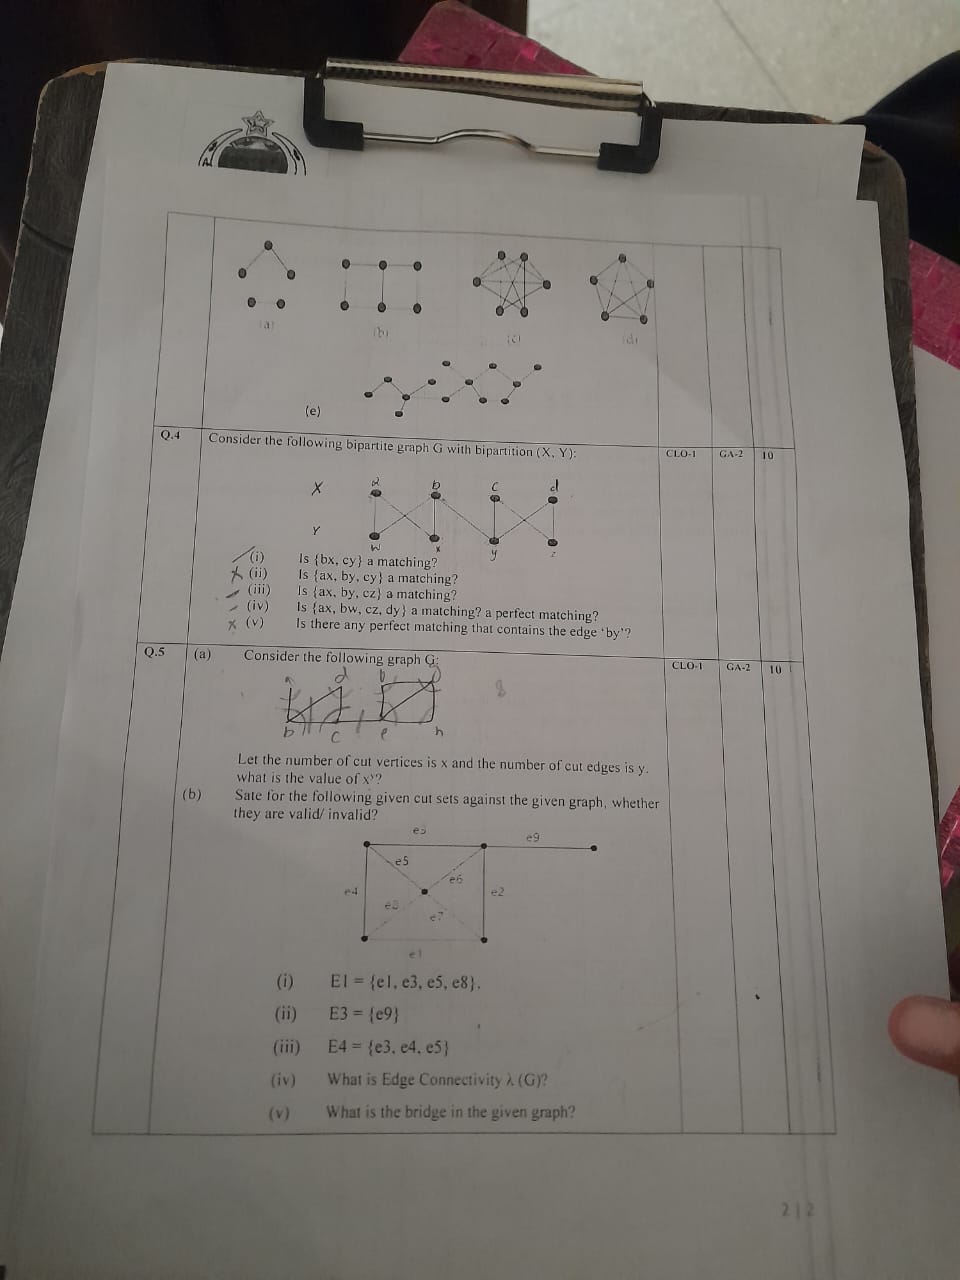 (a)
(b)
(c)
(d)
(e)
Q.4 Consider the following bipartite graph G with bipartition (X, Y): CLO-1 GA-2 10
X a b c d
Y
w x y z
(i) Is {bx, cy} a matching?
(ii) Is {ax, by, cy} a matching?
(iii) Is {ax, by, cz} a matching?
(iv) Is {ax, bw, cz, dy} a matching? a perfect matching?
(v) Is there any perfect matching that contains the edge ‘by’?
Q.5 (a) Consider the following graph G: CLO-1 GA-2 10
d
8
b c e h
Let the number of cut vertices is x and the number of cut edges is y.
what is the value of xʸ?
(b) Sate for the following given cut sets against the given graph, whether
they are valid/ invalid?
e3
e9
e5
e6
e4 e2
e8
e7
e1
(i) E1 = {e1, e3, e5, e8}.
(ii) E3 = {e9}
(iii) E4 = {e3, e4, e5}
(iv) What is Edge Connectivity λ (G)?
(v) What is the bridge in the given graph?
2 | 2